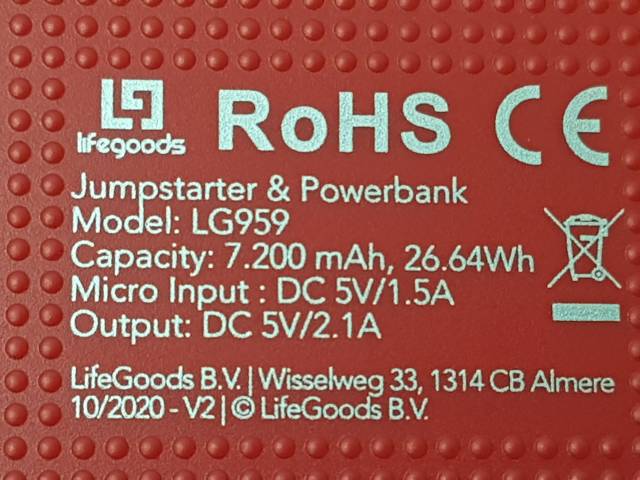 lifegoods
RoHS CE
Jumpstarter & Powerbank
Model: LG959
Capacity: 7.200 mAh, 26.64Wh
Micro Input : DC 5V/1.5A
Output: DC 5V/2.1A
LifeGoods B.V. | Wisselweg 33, 1314 CB Almere
10/2020 - V2 | © LifeGoods B.V.